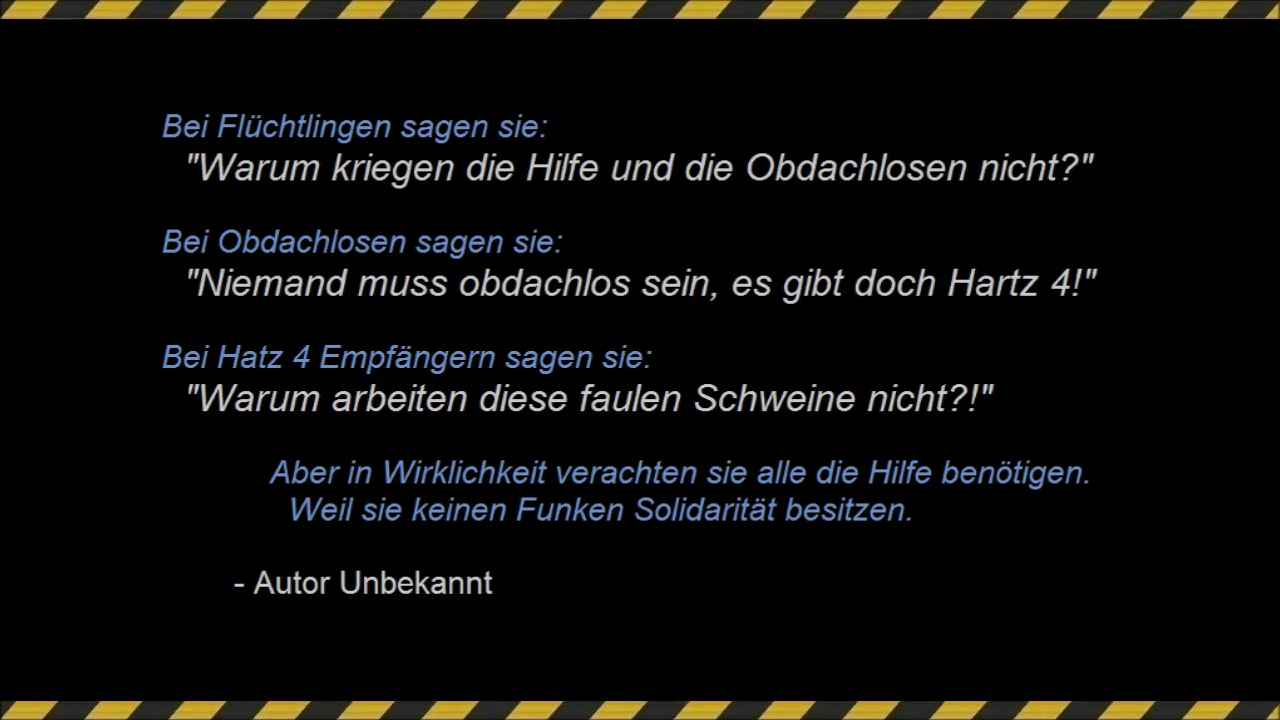 Bei Flüchtlingen sagen sie:
"Warum kriegen die Hilfe und die Obdachlosen nicht?"
Bei Obdachlosen sagen sie:
"Niemand muss obdachlos sein, es gibt doch Hartz 4!"
Bei Hatz 4 Empfängern sagen sie:
"Warum arbeiten diese faulen Schweine nicht?!"
Aber in Wirklichkeit verachten sie alle die Hilfe benötigen.
Weil sie keinen Funken Solidarität besitzen.
- Autor Unbekannt